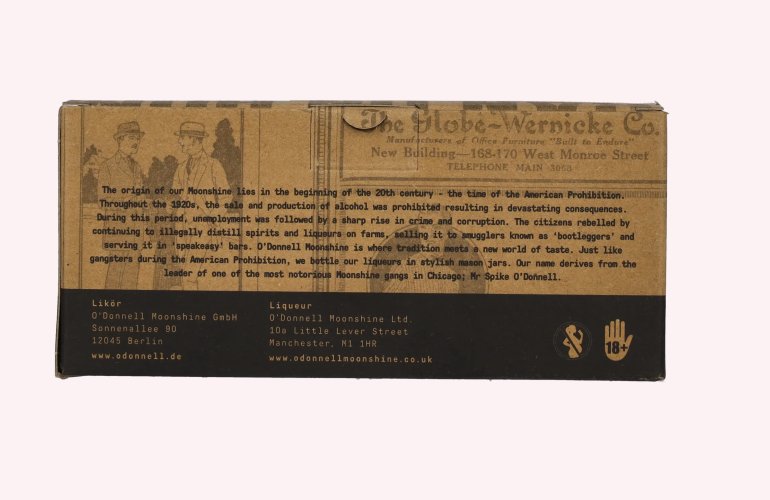 The Globe-Wernicke Co.
Manufacturers of Office Furniture "Built to Endure"
New Building—168-170 West Monroe Street
TELEPHONE MAIN 3068
The origin of our Moonshine lies in the beginning of the 20th century - the time of the American Prohibition.
Throughout the 1920s, the sale and production of alcohol was prohibited resulting in devastating consequences.
During this period, unemployment was followed by a sharp rise in crime and corruption. The citizens rebelled by
continuing to illegally distill spirits and liqueurs on farms, selling it to smugglers known as 'bootleggers' and
serving it in 'speakeasy' bars. O'Donnell Moonshine is where tradition meets a new world of taste. Just like
gangsters during the American Prohibition, we bottle our liqueurs in stylish mason jars. Our name derives from the
leader of one of the most notorious Moonshine gangs in Chicago; Mr Spike O'Donnell.
Likör
O'Donnell Moonshine GmbH
Sonnenallee 90
12045 Berlin
www.odonnell.de
Liqueur
O'Donnell Moonshine Ltd.
10a Little Lever Street
Manchester, M1 1HR
www.odonnellmoonshine.co.uk
18+